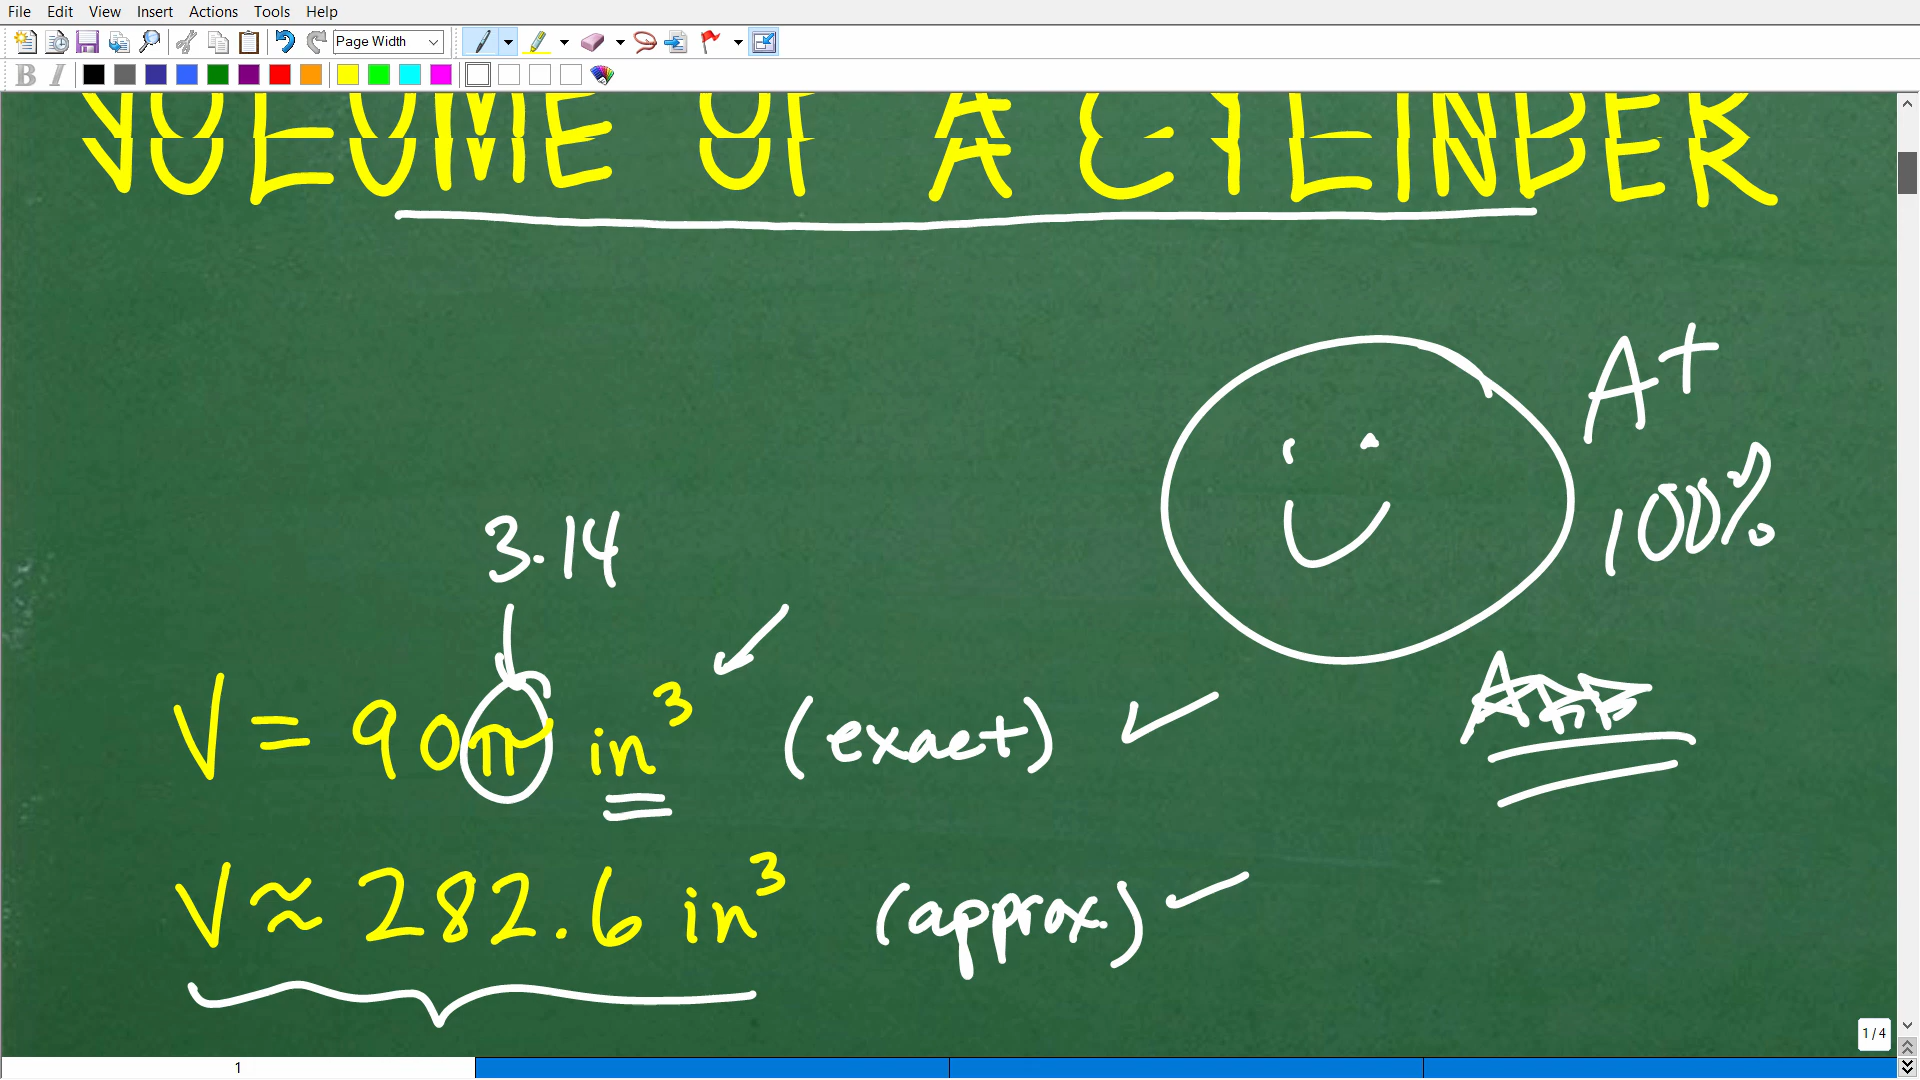 File Edit View Insert Actions Tools Help
Page Width
B I
VOLUME OF A CYLINDER
A+
100%
3.14
V = 90π in³ (exact)
V ≈ 282.6 in³ (approx.)
1 / 4
1